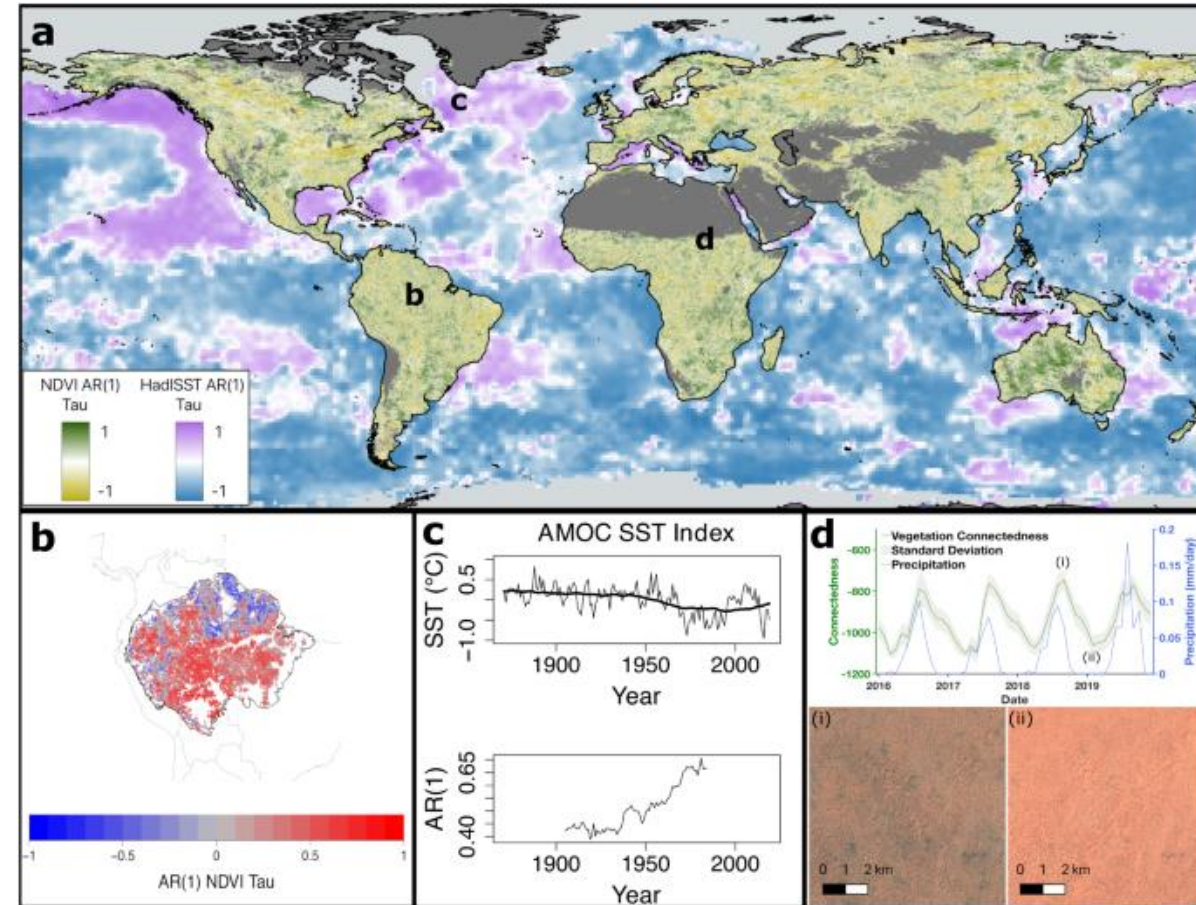 a
c
d
b
NDVI AR(1) HadISST AR(1)
Tau Tau
1 1
-1 -1
b
-1 -0.5 0 0.5 1
AR(1) NDVI Tau
c
AMOC SST Index
SST (°C)
0.5
-1.0
1900 1950 2000
Year
AR(1)
0.65
0.40
1900 1950 2000
Year
d
Vegetation Connectedness
Standard Deviation
Precipitation
Connectedness
-600
-800
-1000
-1200
Precipitation (mm/day)
0.2
0.15
0.1
0.05
0
(i)
(ii)
2016 2017 2018 2019
Date
(i)
0 1 2 km
(ii)
0 1 2 km